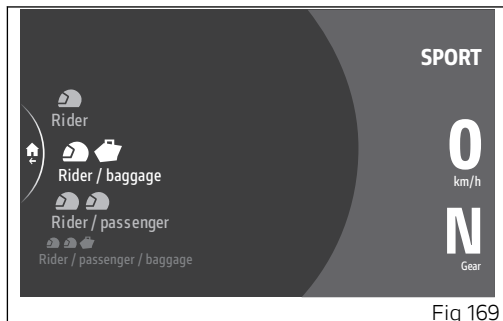 SPORT
Rider
Rider / baggage
Rider / passenger
Rider / passenger / baggage
0
km/h
N
Gear
Fig 169